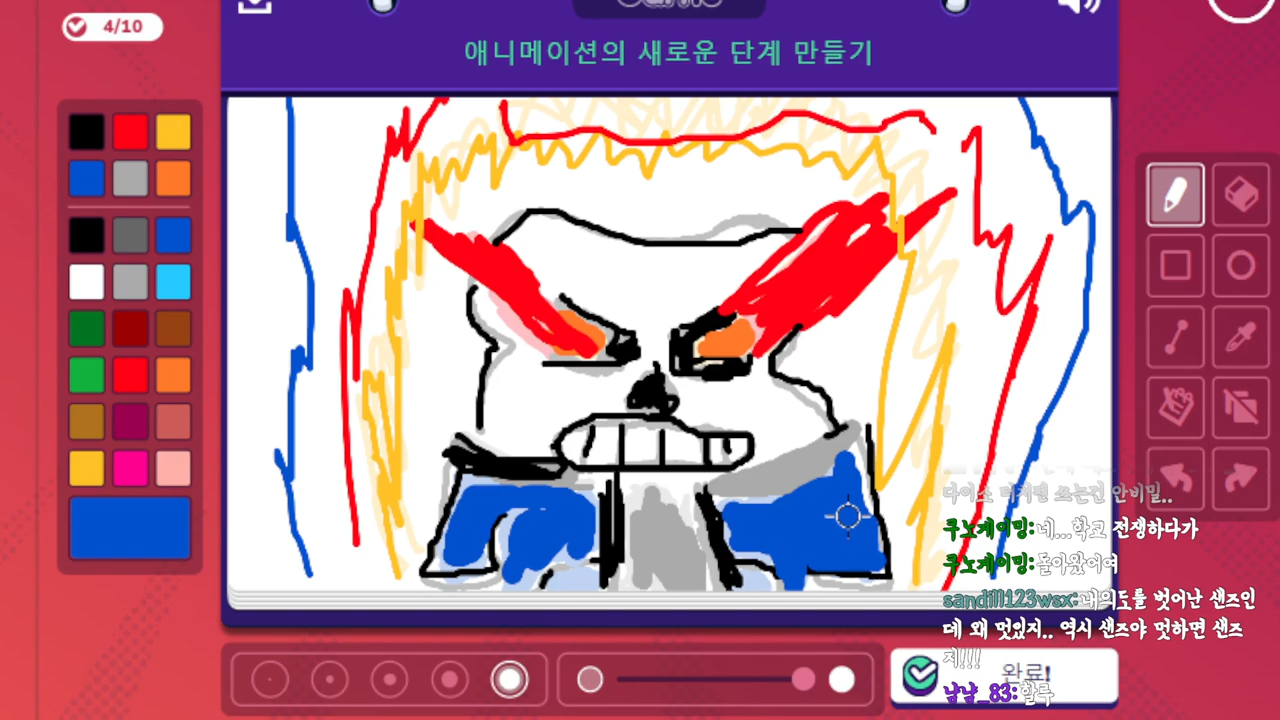 4/10
애니메이션의 새로운 단계 만들기
다이소 터치펜 쓰는건 안비밀..
쿠노게이밍:네...학교 전쟁하다가
쿠노게이밍:돌아왔어여
sandill123wsx:내의도를 벗어난 샌즈인
데 왜 멋있지.. 역시 샌즈야 멋하면 샌즈
지!!!
완료!
냠냠_83:할루